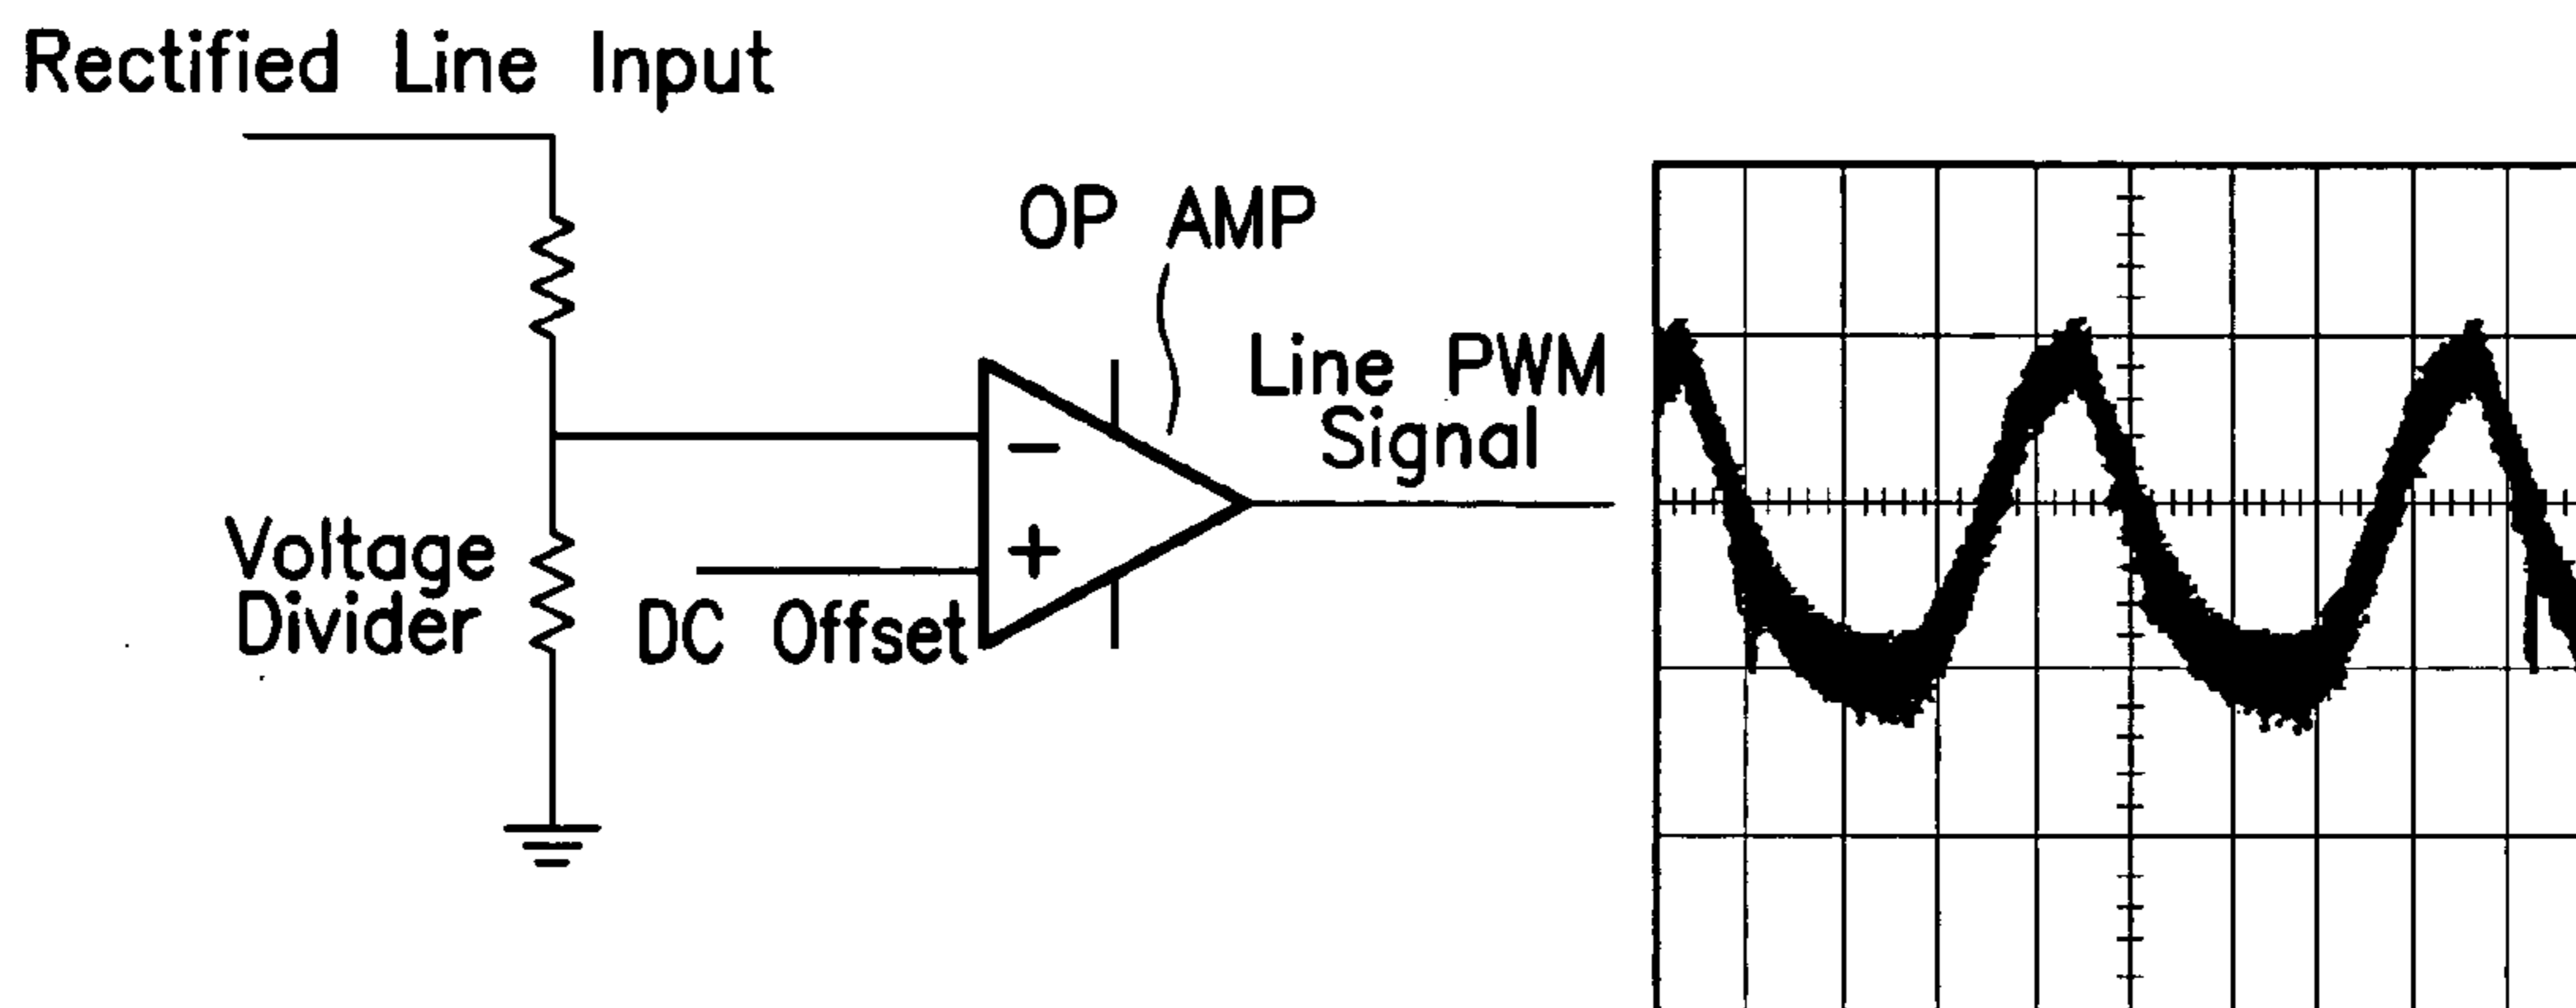 Rectified Line Input
OP AMP
Line PWM
Signal
−
+
Voltage
Divider
DC Offset